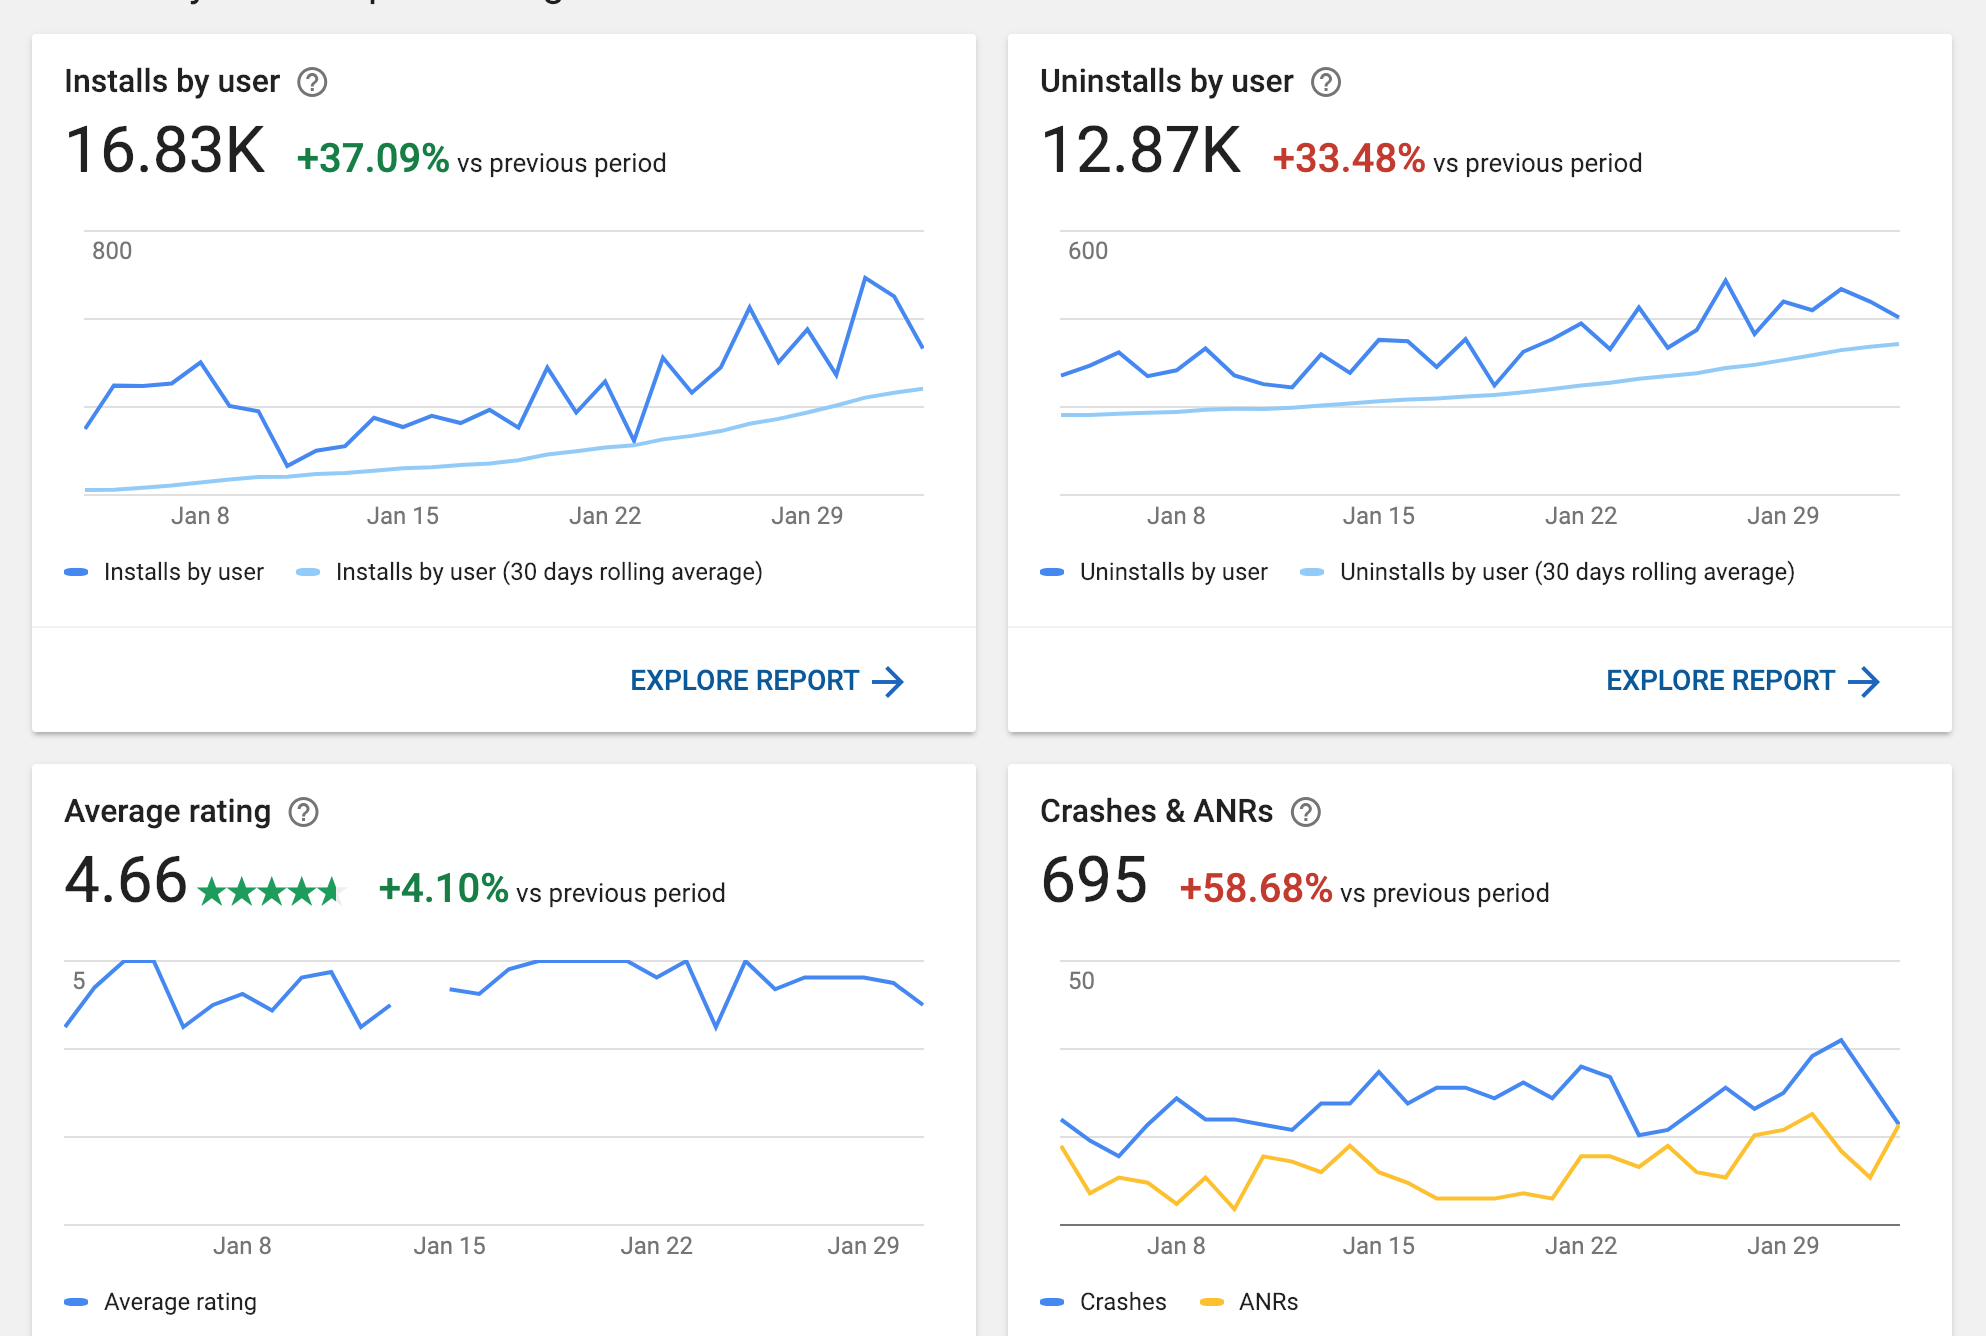 Installs by user
16.83K +37.09% vs previous period
800
Jan 8 Jan 15 Jan 22 Jan 29
Installs by user Installs by user (30 days rolling average)
EXPLORE REPORT
Uninstalls by user
12.87K +33.48% vs previous period
600
Jan 8 Jan 15 Jan 22 Jan 29
Uninstalls by user Uninstalls by user (30 days rolling average)
EXPLORE REPORT
Average rating
4.66 +4.10% vs previous period
5
Jan 8 Jan 15 Jan 22 Jan 29
Average rating
Crashes & ANRs
695 +58.68% vs previous period
50
Jan 8 Jan 15 Jan 22 Jan 29
Crashes ANRs